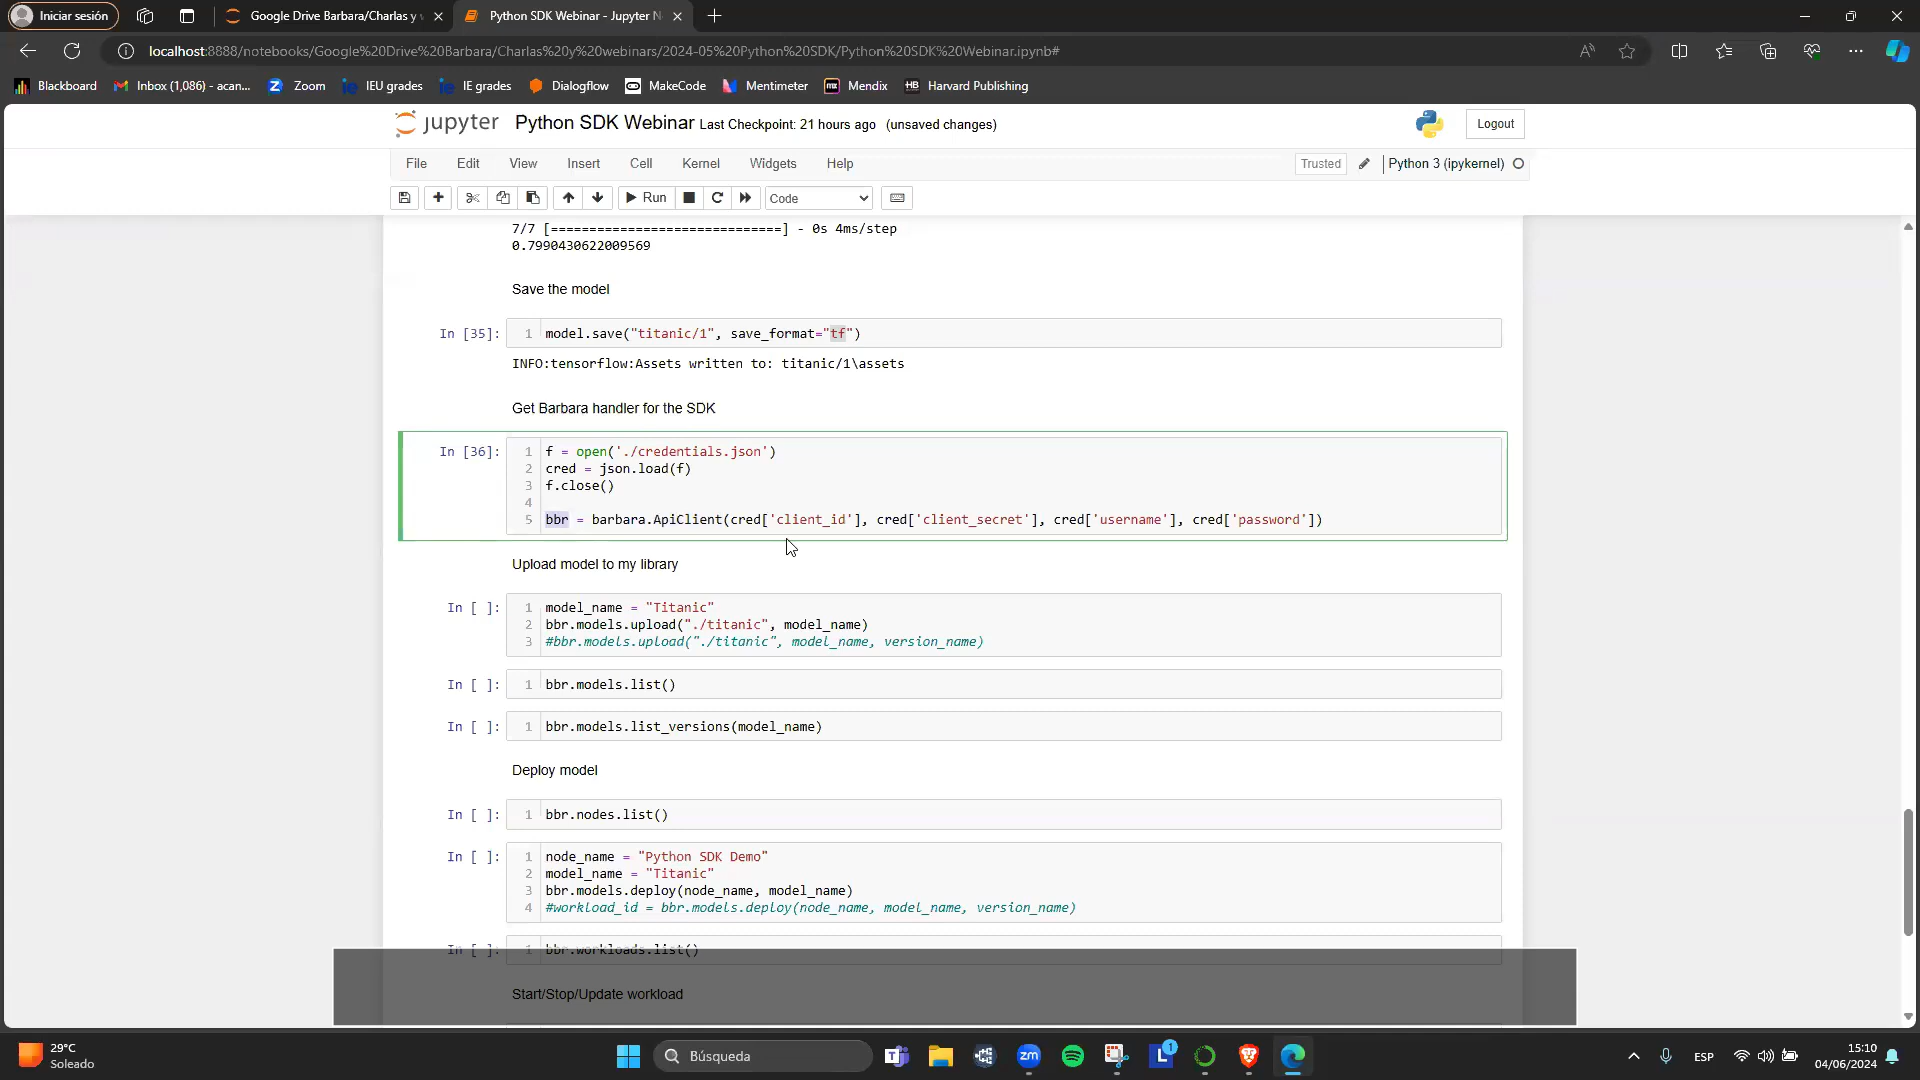 Iniciar sesión
Google Drive Barbara/Charlas y
Python SDK Webinar - Jupyter N
localhost:8888/notebooks/Google%20Drive%20Barbara/Charlas%20y%20webinars/2024-05%20Python%20SDK/Python%20SDK%20Webinar.ipynb#
Blackboard
Inbox (1,086) - acan...
Zoom
IEU grades
IE grades
Dialogflow
MakeCode
Mentimeter
Mendix
HB Harvard Publishing
jupyter Python SDK Webinar Last Checkpoint: 21 hours ago (unsaved changes)
Logout
File Edit View Insert Cell Kernel Widgets Help
Trusted
Python 3 (ipykernel)
Run
Code
7/7 [==============================] - 0s 4ms/step
0.7990430622009569
Save the model
In [35]: 1 model.save("titanic/1", save_format="tf")
INFO:tensorflow:Assets written to: titanic/1\assets
Get Barbara handler for the SDK
In [36]: 1 f = open('./credentials.json')
2 cred = json.load(f)
3 f.close()
4
5 bbr = barbara.ApiClient(cred['client_id'], cred['client_secret'], cred['username'], cred['password'])
Upload model to my library
In [ ]: 1 model_name = "Titanic"
2 bbr.models.upload("./titanic", model_name)
3 #bbr.models.upload("./titanic", model_name, version_name)
In [ ]: 1 bbr.models.list()
In [ ]: 1 bbr.models.list_versions(model_name)
Deploy model
In [ ]: 1 bbr.nodes.list()
In [ ]: 1 node_name = "Python SDK Demo"
2 model_name = "Titanic"
3 bbr.models.deploy(node_name, model_name)
4 #workload_id = bbr.models.deploy(node_name, model_name, version_name)
In [ ]: 1 bbr.workloads.list()
Start/Stop/Update workload
29°C
Soleado
Búsqueda
zm
L
1
ESP
15:10
04/06/2024